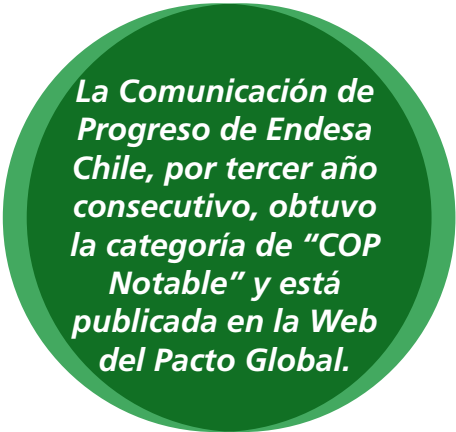 La Comunicación de
Progreso de Endesa
Chile, por tercer año
consecutivo, obtuvo
la categoría de “COP
Notable” y está
publicada en la Web
del Pacto Global.